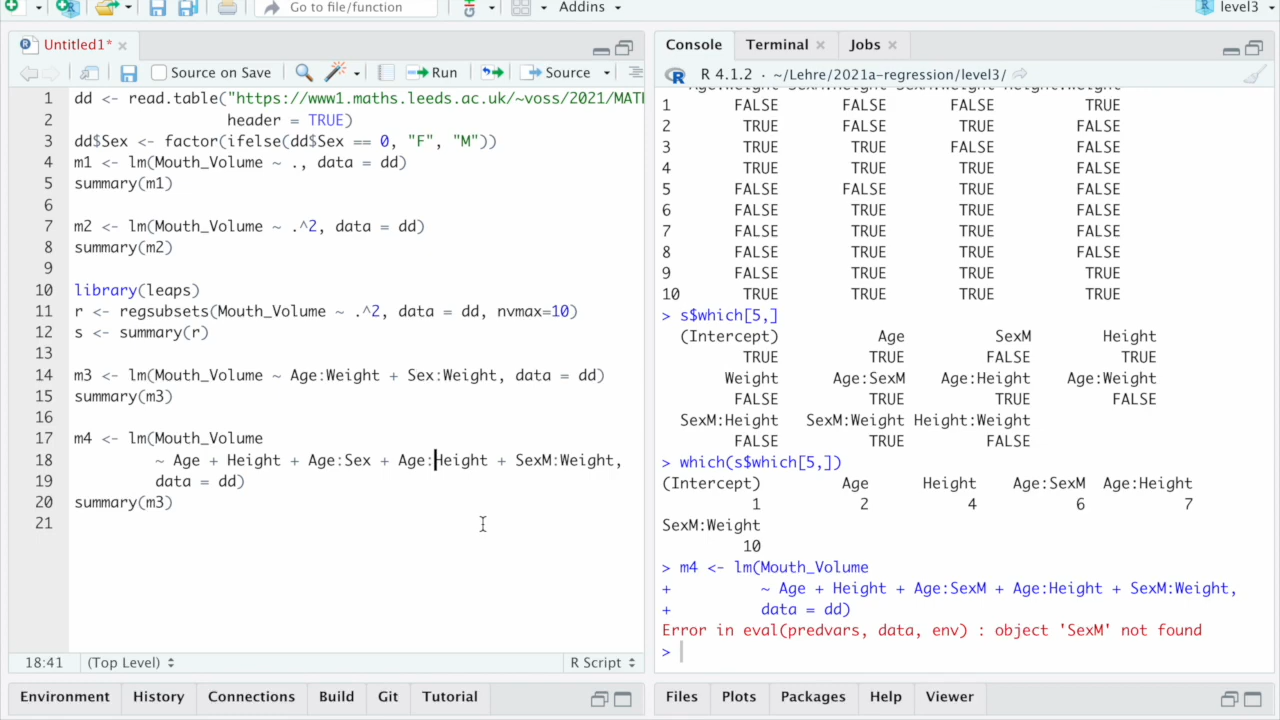 Go to file/function Addins level3
Untitled1* Console Terminal Jobs
Source on Save Run Source
R 4.1.2 · ~/Lehre/2021a-regression/level3/
1 dd <- read.table("https://www1.maths.leeds.ac.uk/~voss/2021/MAT
2 header = TRUE)
3 dd$Sex <- factor(ifelse(dd$Sex == 0, "F", "M"))
4 m1 <- lm(Mouth_Volume ~ ., data = dd)
5 summary(m1)
6
7 m2 <- lm(Mouth_Volume ~ .^2, data = dd)
8 summary(m2)
9
10 library(leaps)
11 r <- regsubsets(Mouth_Volume ~ .^2, data = dd, nvmax=10)
12 s <- summary(r)
13
14 m3 <- lm(Mouth_Volume ~ Age:Weight + Sex:Weight, data = dd)
15 summary(m3)
16
17 m4 <- lm(Mouth_Volume
18 ~ Age + Height + Age:Sex + Age:Height + SexM:Weight,
19 data = dd)
20 summary(m3)
21
18:41 (Top Level) R Script
Environment History Connections Build Git Tutorial
Age:Weight SexM:Height SexM:Weight Height:Weight
1 FALSE FALSE FALSE TRUE
2 TRUE FALSE TRUE FALSE
3 TRUE TRUE FALSE FALSE
4 TRUE TRUE TRUE FALSE
5 FALSE FALSE TRUE FALSE
6 FALSE TRUE TRUE FALSE
7 FALSE TRUE TRUE FALSE
8 FALSE TRUE TRUE FALSE
9 FALSE TRUE TRUE TRUE
10 TRUE TRUE TRUE TRUE
> s$which[5,]
(Intercept) Age SexM Height
TRUE TRUE FALSE TRUE
Weight Age:SexM Age:Height Age:Weight
FALSE TRUE TRUE FALSE
SexM:Height SexM:Weight Height:Weight
FALSE TRUE FALSE
> which(s$which[5,])
(Intercept) Age Height Age:SexM Age:Height
1 2 4 6 7
SexM:Weight
10
> m4 <- lm(Mouth_Volume
+ ~ Age + Height + Age:SexM + Age:Height + SexM:Weight,
+ data = dd)
Error in eval(predvars, data, env) : object 'SexM' not found
>
Files Plots Packages Help Viewer